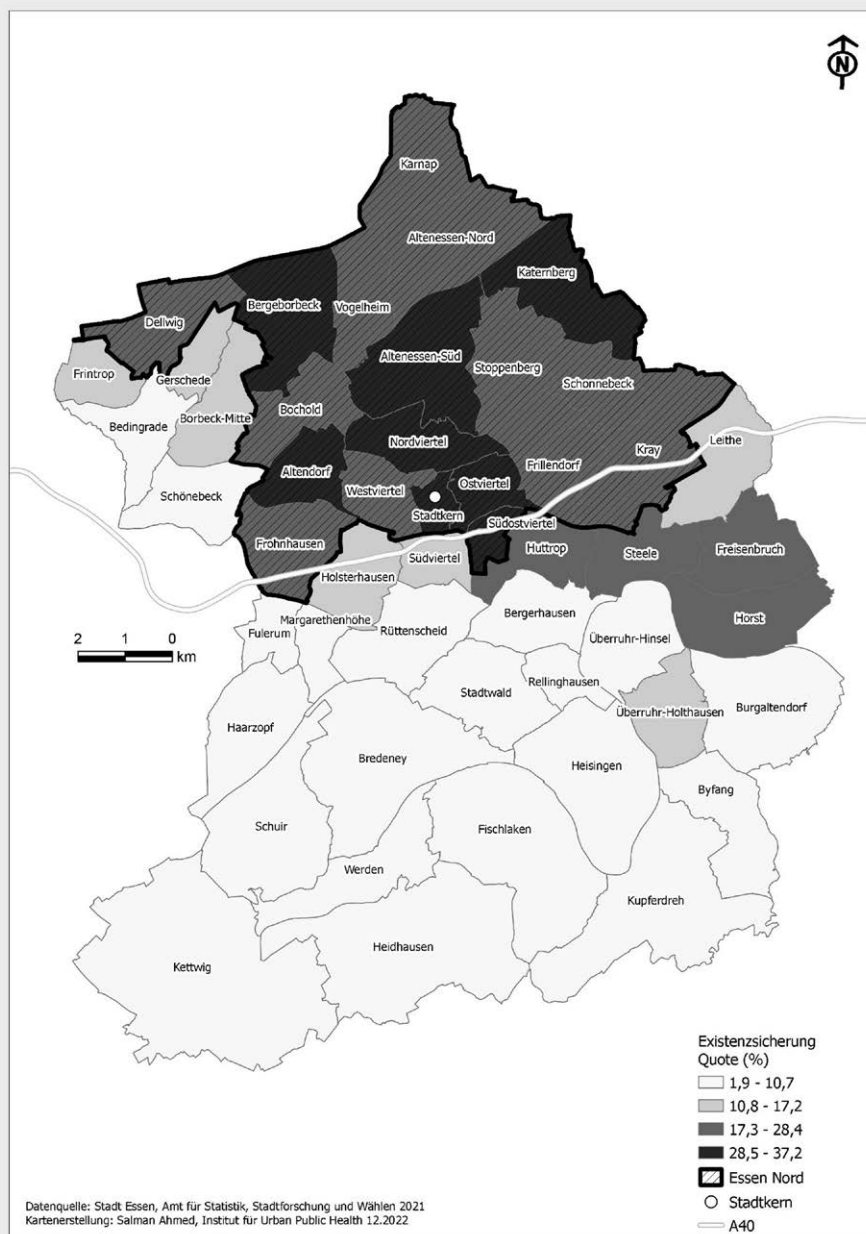 N
Karnap
Altenessen-Nord
Katernberg
Bergeborbeck
Vogelheim
Dellwig
Altenessen-Süd
Stoppenberg
Frintrop
Gerschede
Schonnebeck
Bochold
Borbeck-Mitte
Bedingrade
Nordviertel
Leithe
Kray
Altendorf
Frillendorf
Ostviertel
Westviertel
Schönebeck
Stadtkern
Südostviertel
Frohnhausen
Huttrop
Steele
Freisenbruch
Südviertel
Holsterhausen
Bergerhausen
Horst
Margarethenhöhe
Fulerum
Rüttenscheid
Überruhr-Hinsel
2 1 0
km
Rellinghausen
Stadtwald
Überruhr-Holthausen
Burgaltendorf
Haarzopf
Bredeney
Heisingen
Byfang
Schuir
Fischlaken
Werden
Kupferdreh
Kettwig
Heidhausen
Existenzsicherung
Quote (%)
1,9 - 10,7
10,8 - 17,2
17,3 - 28,4
28,5 - 37,2
Essen Nord
Stadtkern
A40
Datenquelle: Stadt Essen, Amt für Statistik, Stadtforschung und Wahlen 2021
Kartenerstellung: Salman Ahmed, Institut für Urban Public Health 12.2022